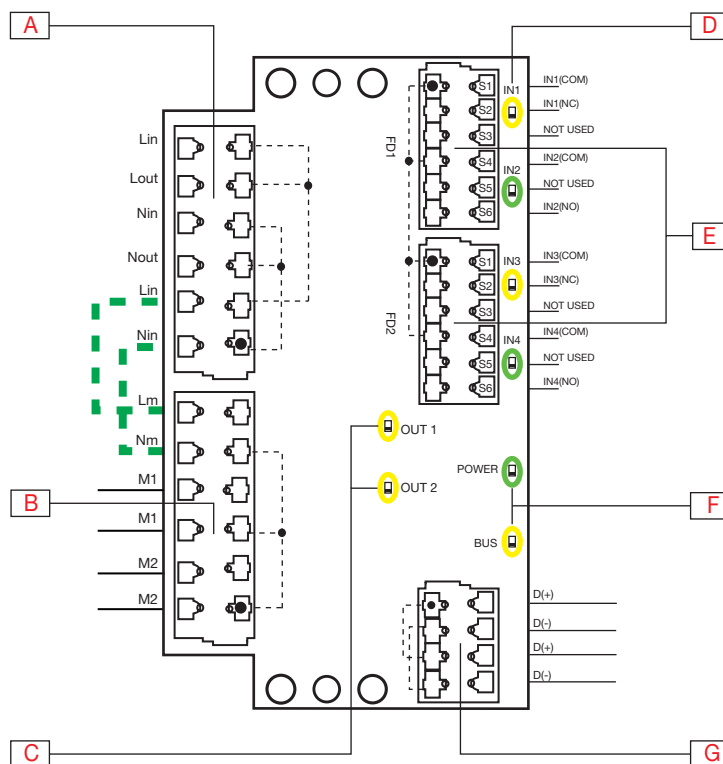 A
D
Lin
Lout
Nin
Nout
Lin
Nin
Lm
Nm
M1
M1
M2
M2
B
C
FD1
FD2
S1
S2
S3
S4
S5
S6
S1
S2
S3
S4
S5
S6
IN1
IN2
IN3
IN4
IN1(COM)
IN1(NC)
NOT USED
IN2(COM)
NOT USED
IN2(NO)
IN3(COM)
IN3(NC)
NOT USED
IN4(COM)
NOT USED
IN4(NO)
E
OUT 1
OUT 2
POWER
BUS
F
D(+)
D(-)
D(+)
D(-)
G